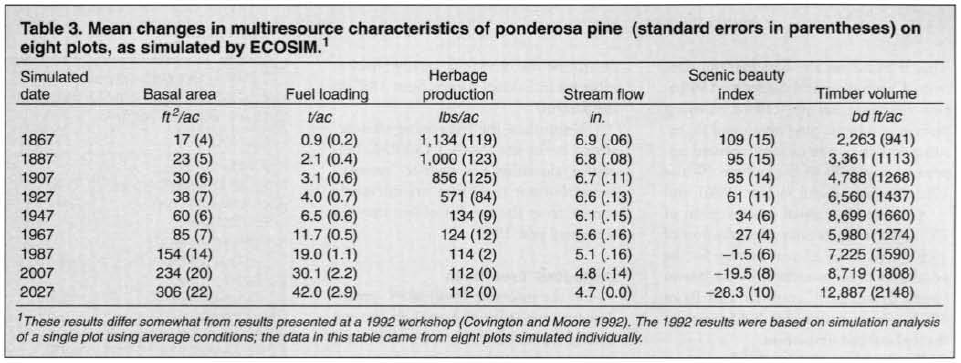 Table 3. Mean changes in multiresource characteristics of ponderosa pine (standard errors in parentheses) on
eight plots, as simulated by ECOSIM.1
Simulated Herbage Scenic beauty
date Basal area Fuel loading production Stream flow index Timber volume
ft2/ac t/ac lbs/ac in. bd ft/ac
1867 17 (4) 0.9 (0.2) 1,134 (119) 6.9 (.06) 109 (15) 2,263 (941)
1887 23 (5) 2.1 (0.4) 1,000 (123) 6.8 (.08) 95 (15) 3,361 (1113)
1907 30 (6) 3.1 (0.6) 856 (125) 6.7 (.11) 85 (14) 4,788 (1268)
1927 38 (7) 4.0 (0.7) 571 (84) 6.6 (.13) 61 (11) 6,560 (1437)
1947 60 (6) 6.5 (0.6) 134 (9) 6.1 (.15) 34 (6) 8,699 (1660)
1967 85 (7) 11.7 (0.5) 124 (12) 5.6 (.16) 27 (4) 5,980 (1274)
1987 154 (14) 19.0 (1.1) 114 (2) 5.1 (.16) –1.5 (6) 7,225 (1590)
2007 234 (20) 30.1 (2.2) 112 (0) 4.8 (.14) –19.5 (8) 8,719 (1808)
2027 306 (22) 42.0 (2.9) 112 (0) 4.7 (0.0) –28.3 (10) 12,887 (2148)
1These results differ somewhat from results presented at a 1992 workshop (Covington and Moore 1992). The 1992 results were based on simulation analysis
of a single plot using average conditions; the data in this table came from eight plots simulated individually.